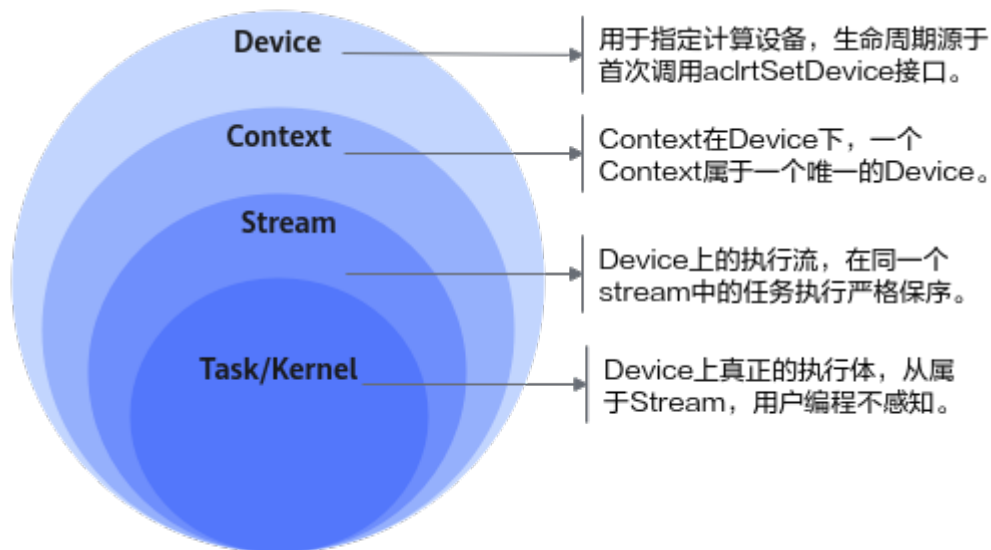 Device
用于指定计算设备，生命周期源于
首次调用aclrtSetDevice接口。
Context
Context在Device下，一个
Context属于一个唯一的Device。
Stream
Device上的执行流，在同一个
stream中的任务执行严格保序。
Task/Kernel
Device上真正的执行体，从属
于Stream，用户编程不感知。